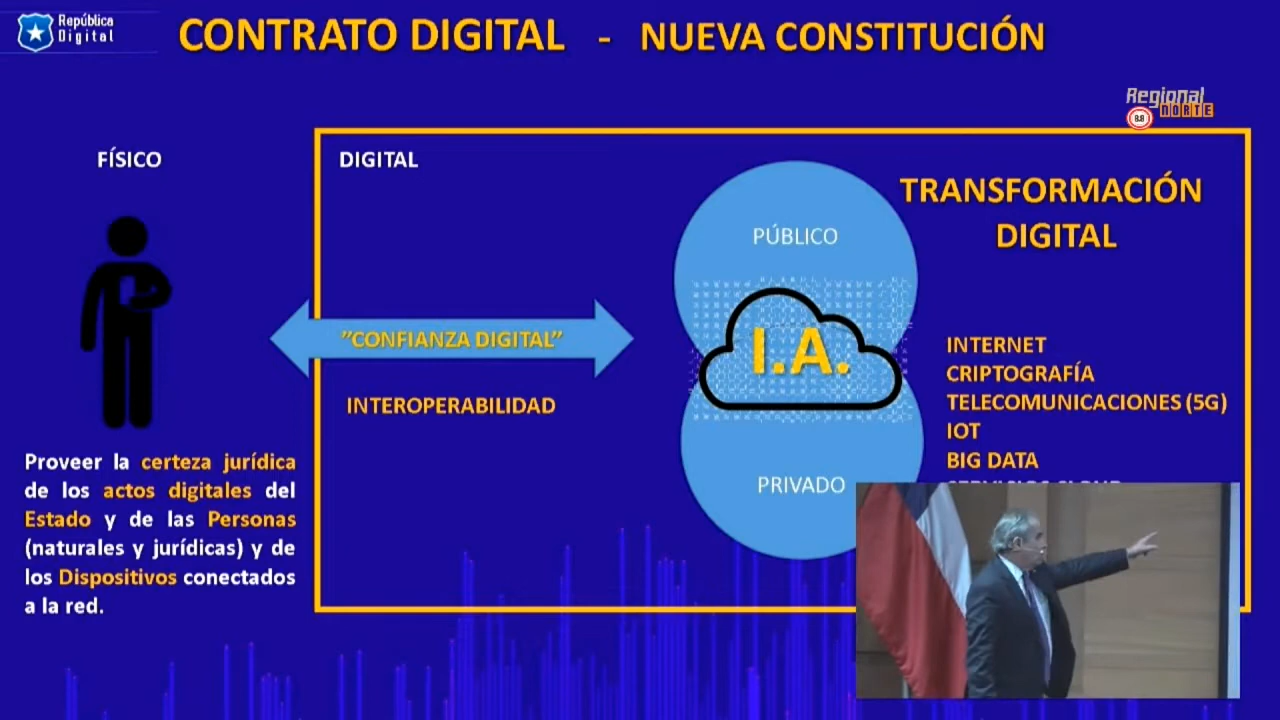 República
Digital
CONTRATO DIGITAL - NUEVA CONSTITUCIÓN
Regional
NORTE
88
FÍSICO
DIGITAL
TRANSFORMACIÓN
DIGITAL
PÚBLICO
I.A.
PRIVADO
"CONFIANZA DIGITAL"
INTEROPERABILIDAD
INTERNET
CRIPTOGRAFÍA
TELECOMUNICACIONES (5G)
IOT
BIG DATA
Proveer la certeza jurídica
de los actos digitales del
Estado y de las Personas
(naturales y jurídicas) y de
los Dispositivos conectados
a la red.